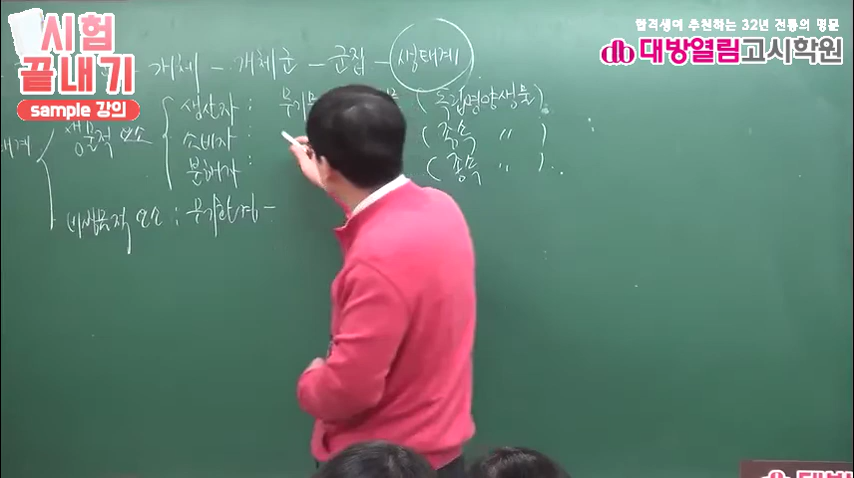 시험
끝내기
sample 강의
합격생이 추천하는 32년 전통의 명문
대방열림고시학원
개체 - 개체군 - 군집 - 생태계
생물적 요소
생산자 : 무기물 (독립영양생물)
소비자 : (종속 〃 )
분해자 : (종속 〃 )
비생물적 요소 : 무기환경 -